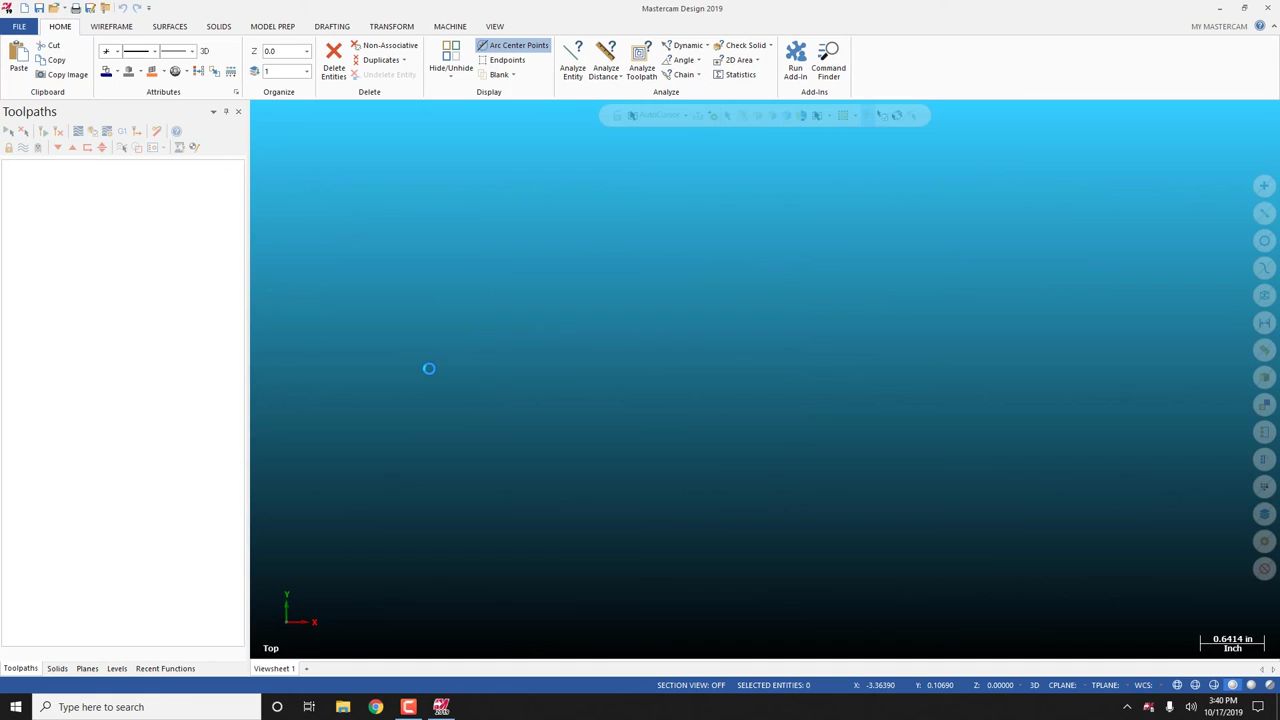 Mastercam Design 2019
FILE HOME WIREFRAME SURFACES SOLIDS MODEL PREP DRAFTING TRANSFORM MACHINE VIEW MY MASTERCAM
Paste
Cut
Copy
Copy Image
Clipboard
3D
Attributes
Z 0.0
1
Organize
Delete Entities
Non-Associative
Duplicates
Undelete Entity
Delete
Hide/Unhide
Arc Center Points
Endpoints
Blank
Display
Analyze Entity
Analyze Distance
Analyze Toolpath
Dynamic
Angle
Chain
Check Solid
2D Area
Statistics
Analyze
Run Add-In
Command Finder
Add-Ins
Toolpaths
G1
AutoCursor
Y
X
Top
0.6414 in
Inch
Toolpaths Solids Planes Levels Recent Functions
Viewsheet 1 +
SECTION VIEW: OFF SELECTED ENTITIES: 0 X: -3.36390 Y: 0.10690 Z: 0.00000 3D CPLANE: TPLANE: WCS:
Type here to search
3:40 PM
10/17/2019